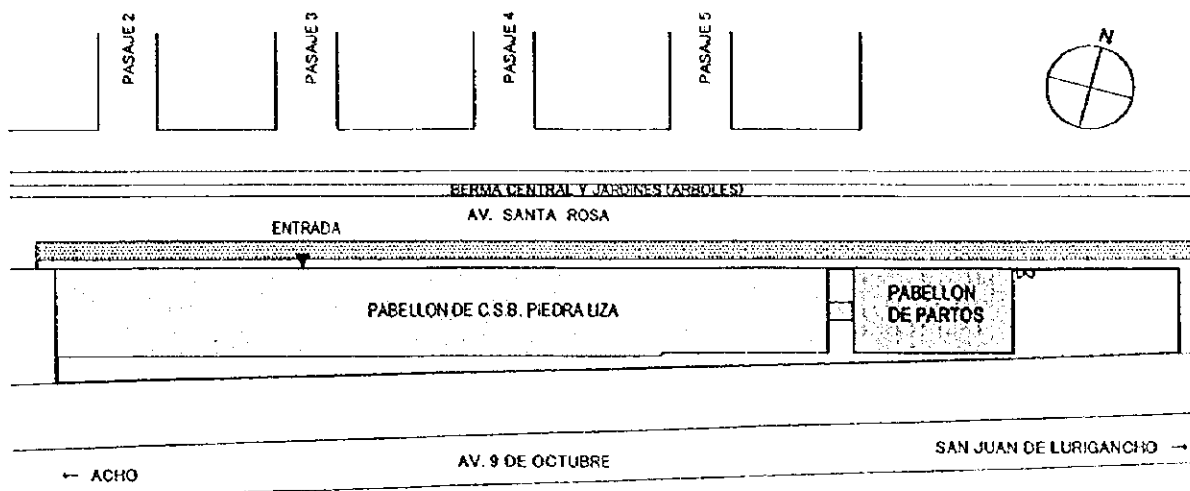 PASAJE 2
PASAJE 3
PASAJE 4
PASAJE 5
N
BERMA CENTRAL Y JARDINES (ARBOLES)
AV. SANTA ROSA
ENTRADA
PABELLON DE C.S.B. PIEDRA LIZA
PABELLON
DE PARTOS
SAN JUAN DE LURIGANCHO →
AV. 9 DE OCTUBRE
← ACHO